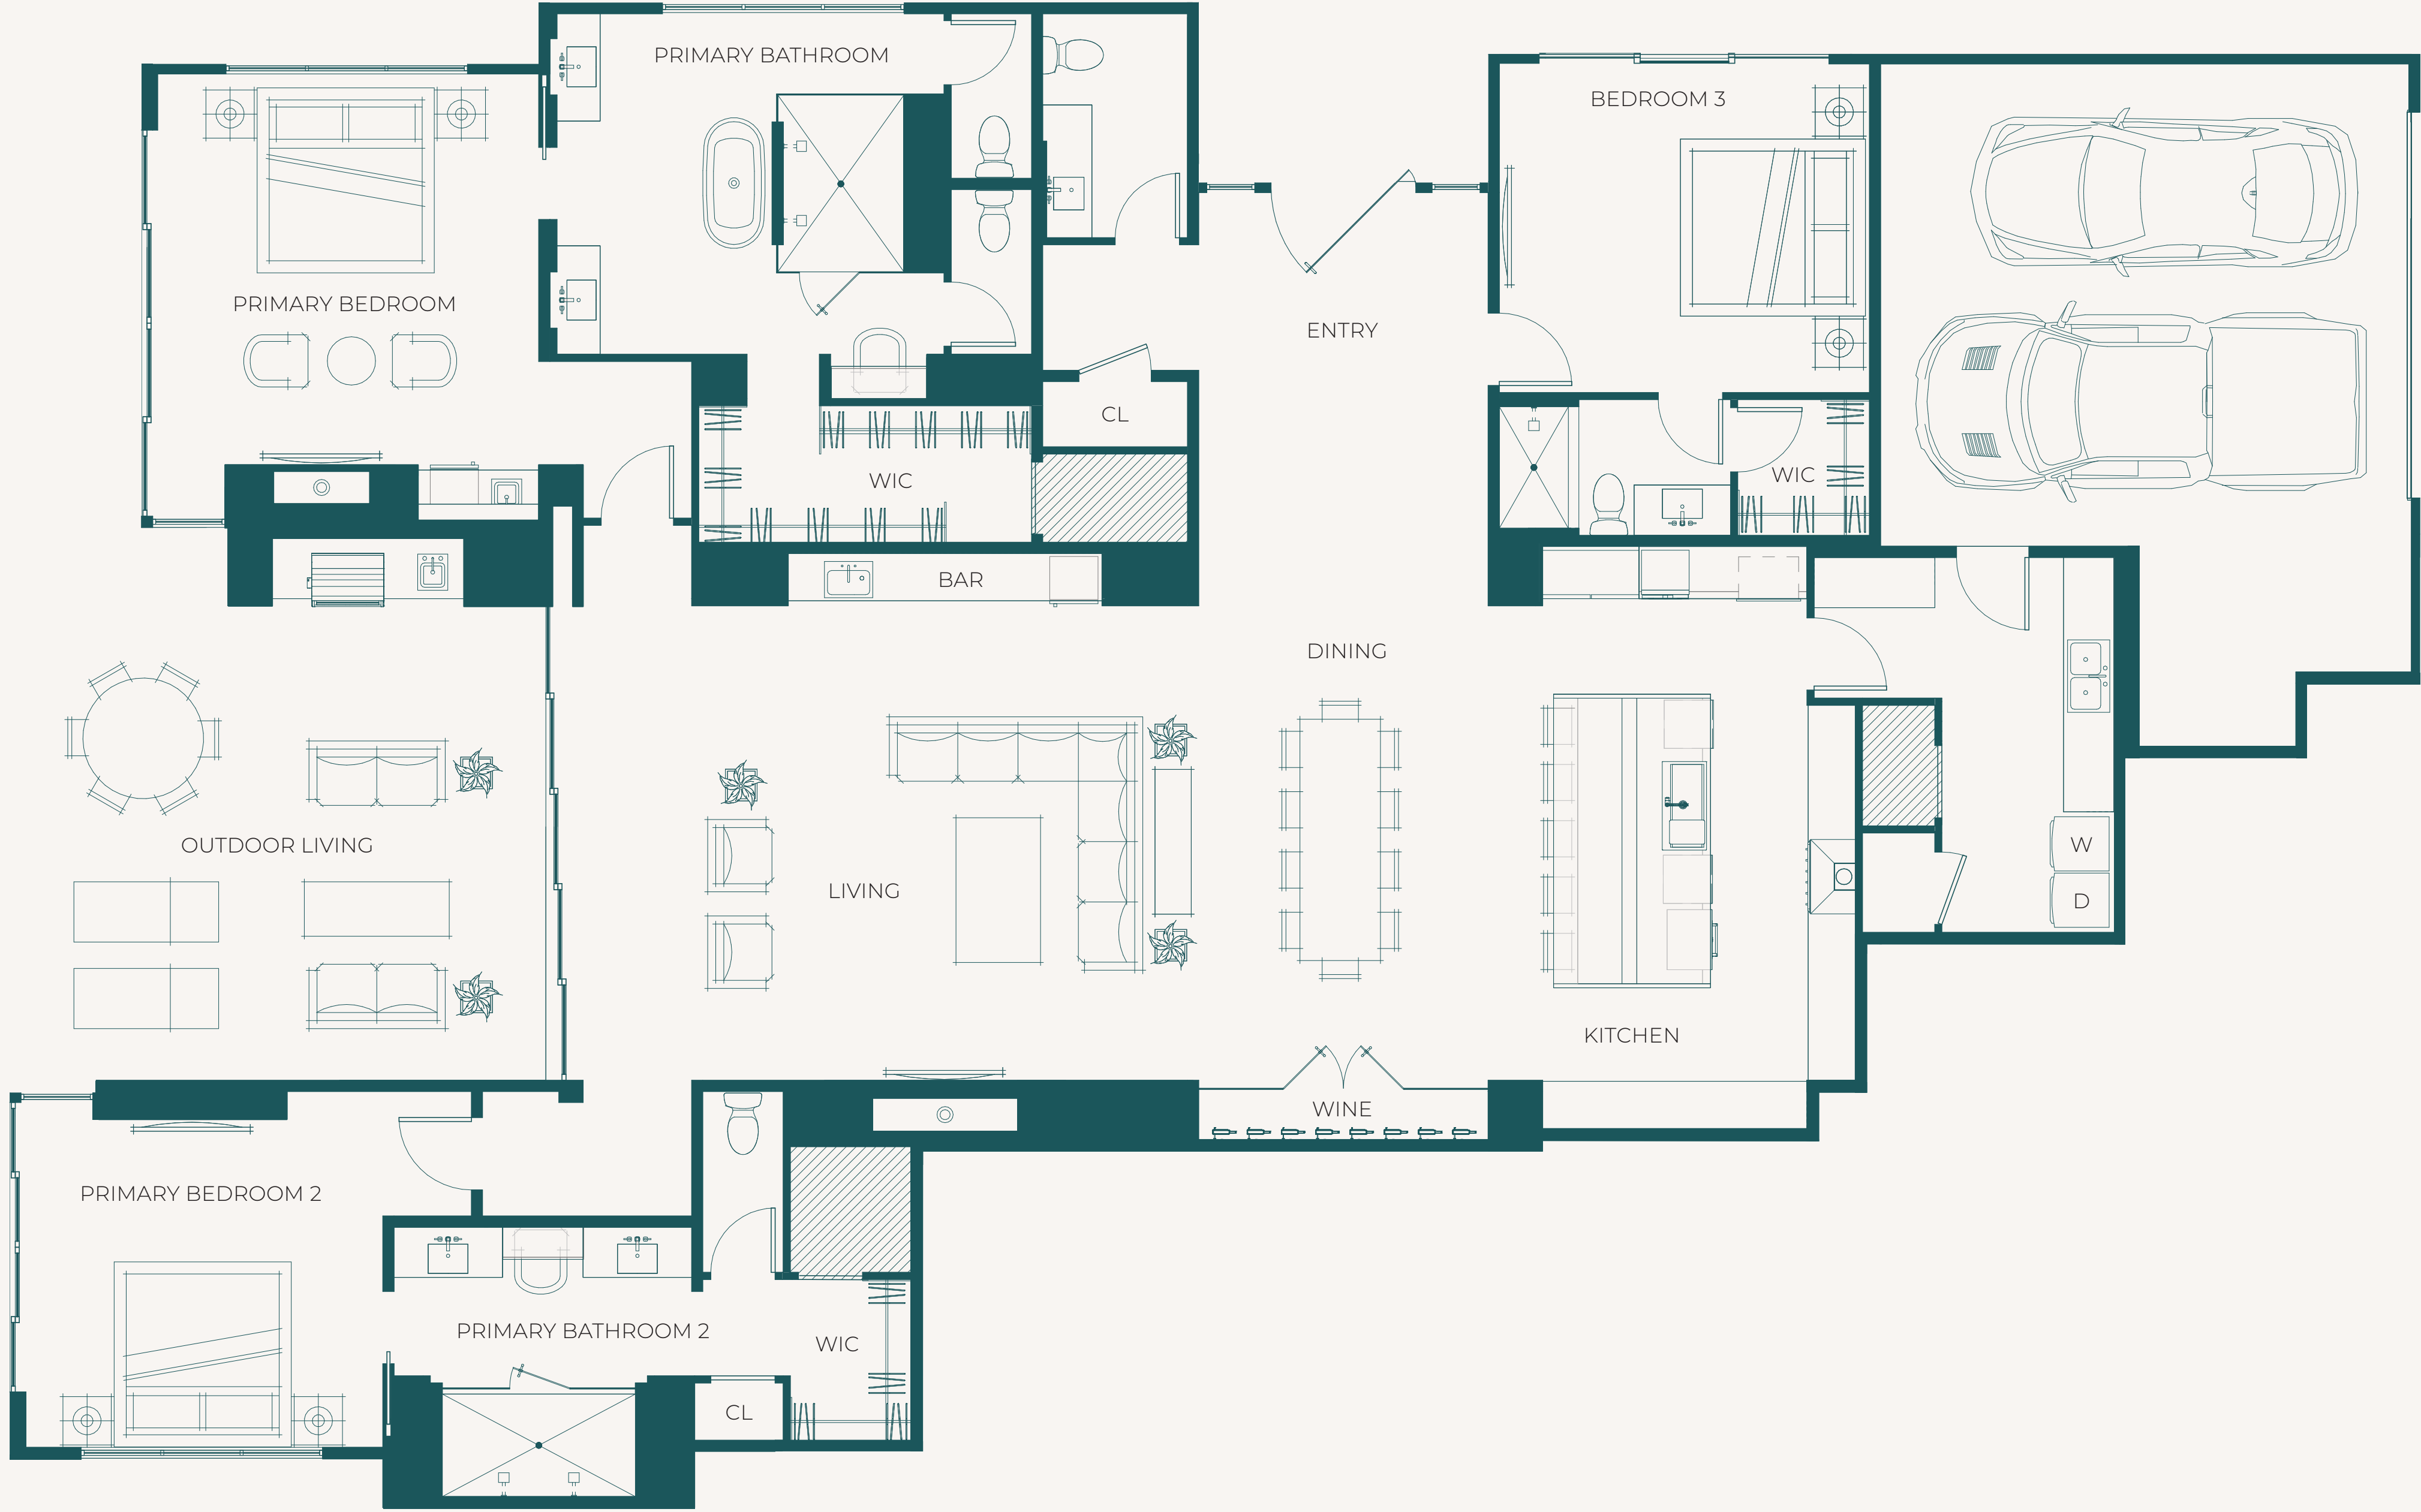 PRIMARY BATHROOM
BEDROOM 3
PRIMARY BEDROOM
ENTRY
CL
WIC
WIC
BAR
DINING
OUTDOOR LIVING
W
LIVING
D
KITCHEN
WINE
PRIMARY BEDROOM 2
PRIMARY BATHROOM 2
WIC
CL